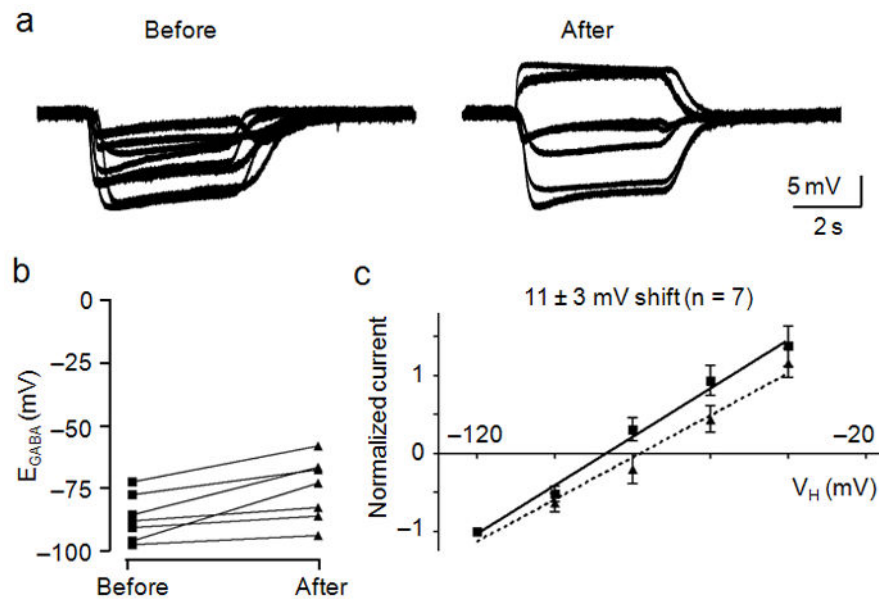 a
Before
After
5 mV
2 s
b
0
−25
−50
−75
−100
E_GABA (mV)
Before
After
c
11 ± 3 mV shift (n = 7)
Normalized current
1
0
−1
−120
−20
V_H (mV)